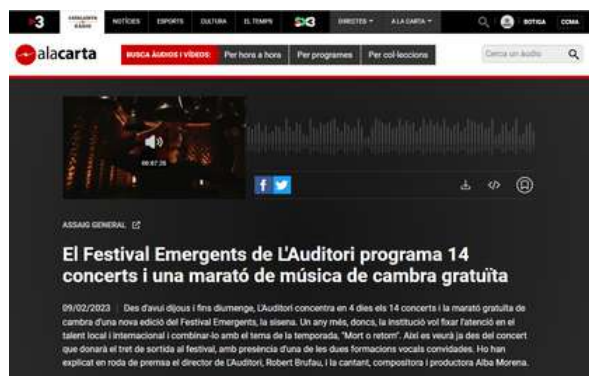 3 CATALUNYA RÀDIO NOTÍCIES ESPORTS CULTURA EL TEMPS SX3 DIRECTES A LA CARTA BOTIGA CCMA
alacarta BUSCA ÀUDIOS I VÍDEOS: Per hora a hora Per programes Per col·leccions Cerca un àudio
00:07:26
ASSAIG GENERAL
El Festival Emergents de L'Auditori programa 14
concerts i una marató de música de cambra gratuïta
09/02/2023 | Des d'avui dijous i fins diumenge, L'Auditori concentra en 4 dies els 14 concerts i la marató gratuïta de
cambra d'una nova edició del Festival Emergents, la sisena. Un any més, doncs, la institució vol fixar l'atenció en el
talent local i internacional i combinar-lo amb el tema de la temporada, "Mort o retorn". Així es veurà ja des del concert
que donarà el tret de sortida al festival, amb presència d'una de les dues formacions vocals convidades. Ho han
explicat en roda de premsa el director de L'Auditori, Robert Brufau, i la cantant, compositora i productora Alba Morena.